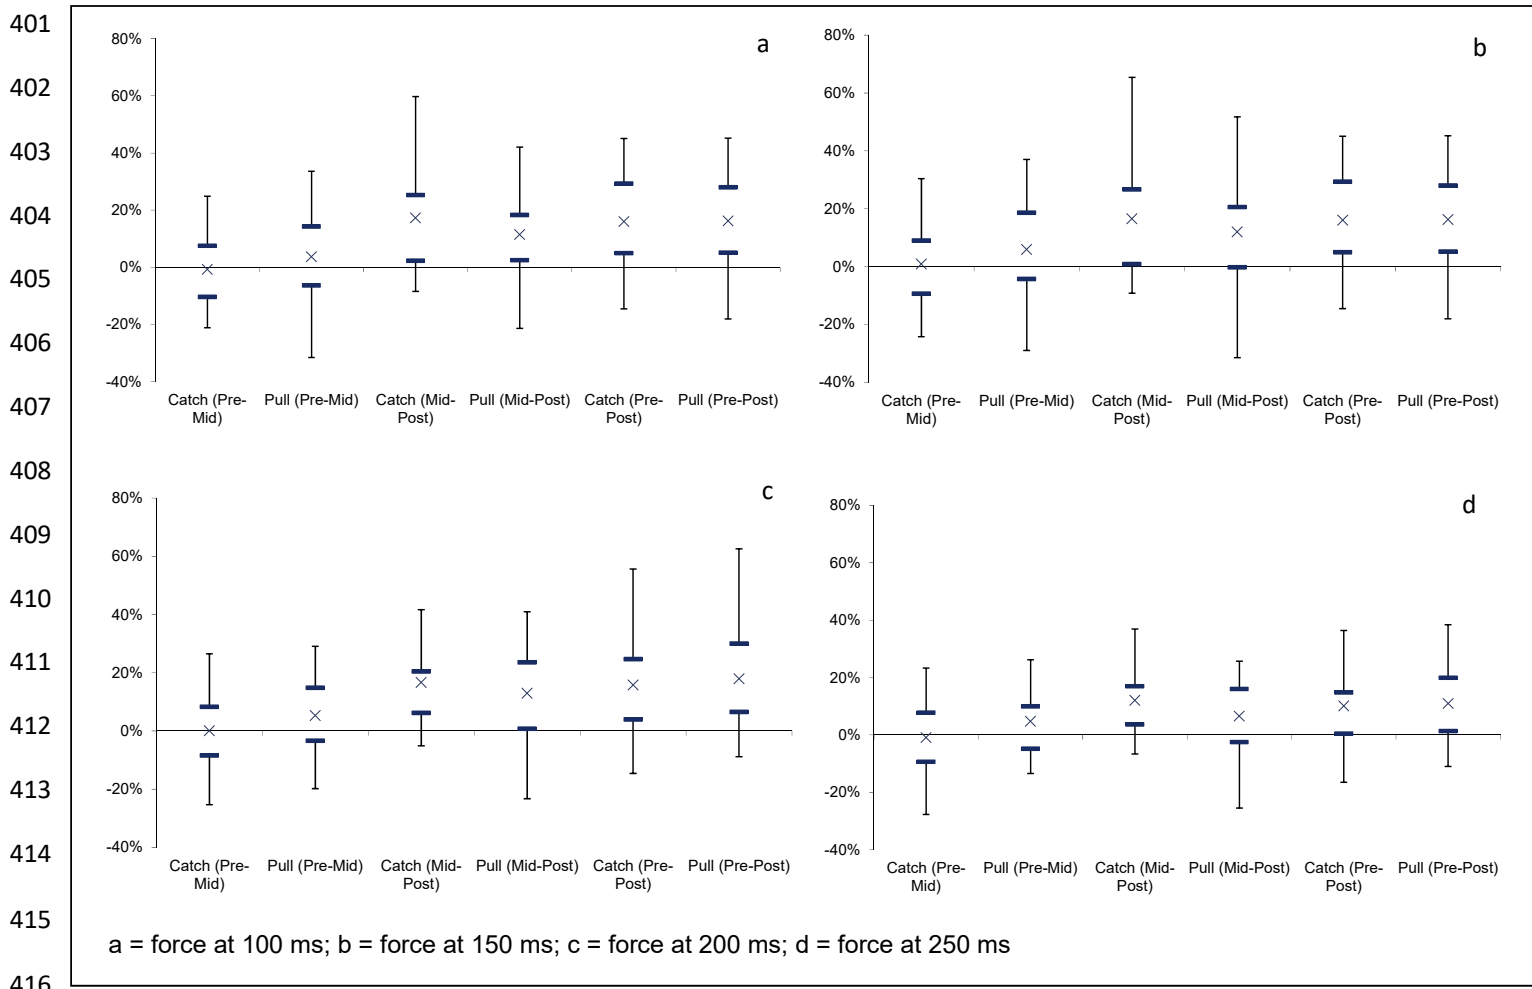 401
402
403
404
405
406
407
408
409
410
411
412
413
414
415
416
a
80%
60%
40%
20%
0%
-20%
-40%
Catch (Pre-
Mid)
Pull (Pre-Mid)
Catch (Mid-
Post)
Pull (Mid-Post)
Catch (Pre-
Post)
Pull (Pre-Post)
b
80%
60%
40%
20%
0%
-20%
-40%
Catch (Pre-
Mid)
Pull (Pre-Mid)
Catch (Mid-
Post)
Pull (Mid-Post)
Catch (Pre-
Post)
Pull (Pre-Post)
c
80%
60%
40%
20%
0%
-20%
-40%
Catch (Pre-
Mid)
Pull (Pre-Mid)
Catch (Mid-
Post)
Pull (Mid-Post)
Catch (Pre-
Post)
Pull (Pre-Post)
d
80%
60%
40%
20%
0%
-20%
-40%
Catch (Pre-
Mid)
Pull (Pre-Mid)
Catch (Mid-
Post)
Pull (Mid-Post)
Catch (Pre-
Post)
Pull (Pre-Post)
a = force at 100 ms; b = force at 150 ms; c = force at 200 ms; d = force at 250 ms